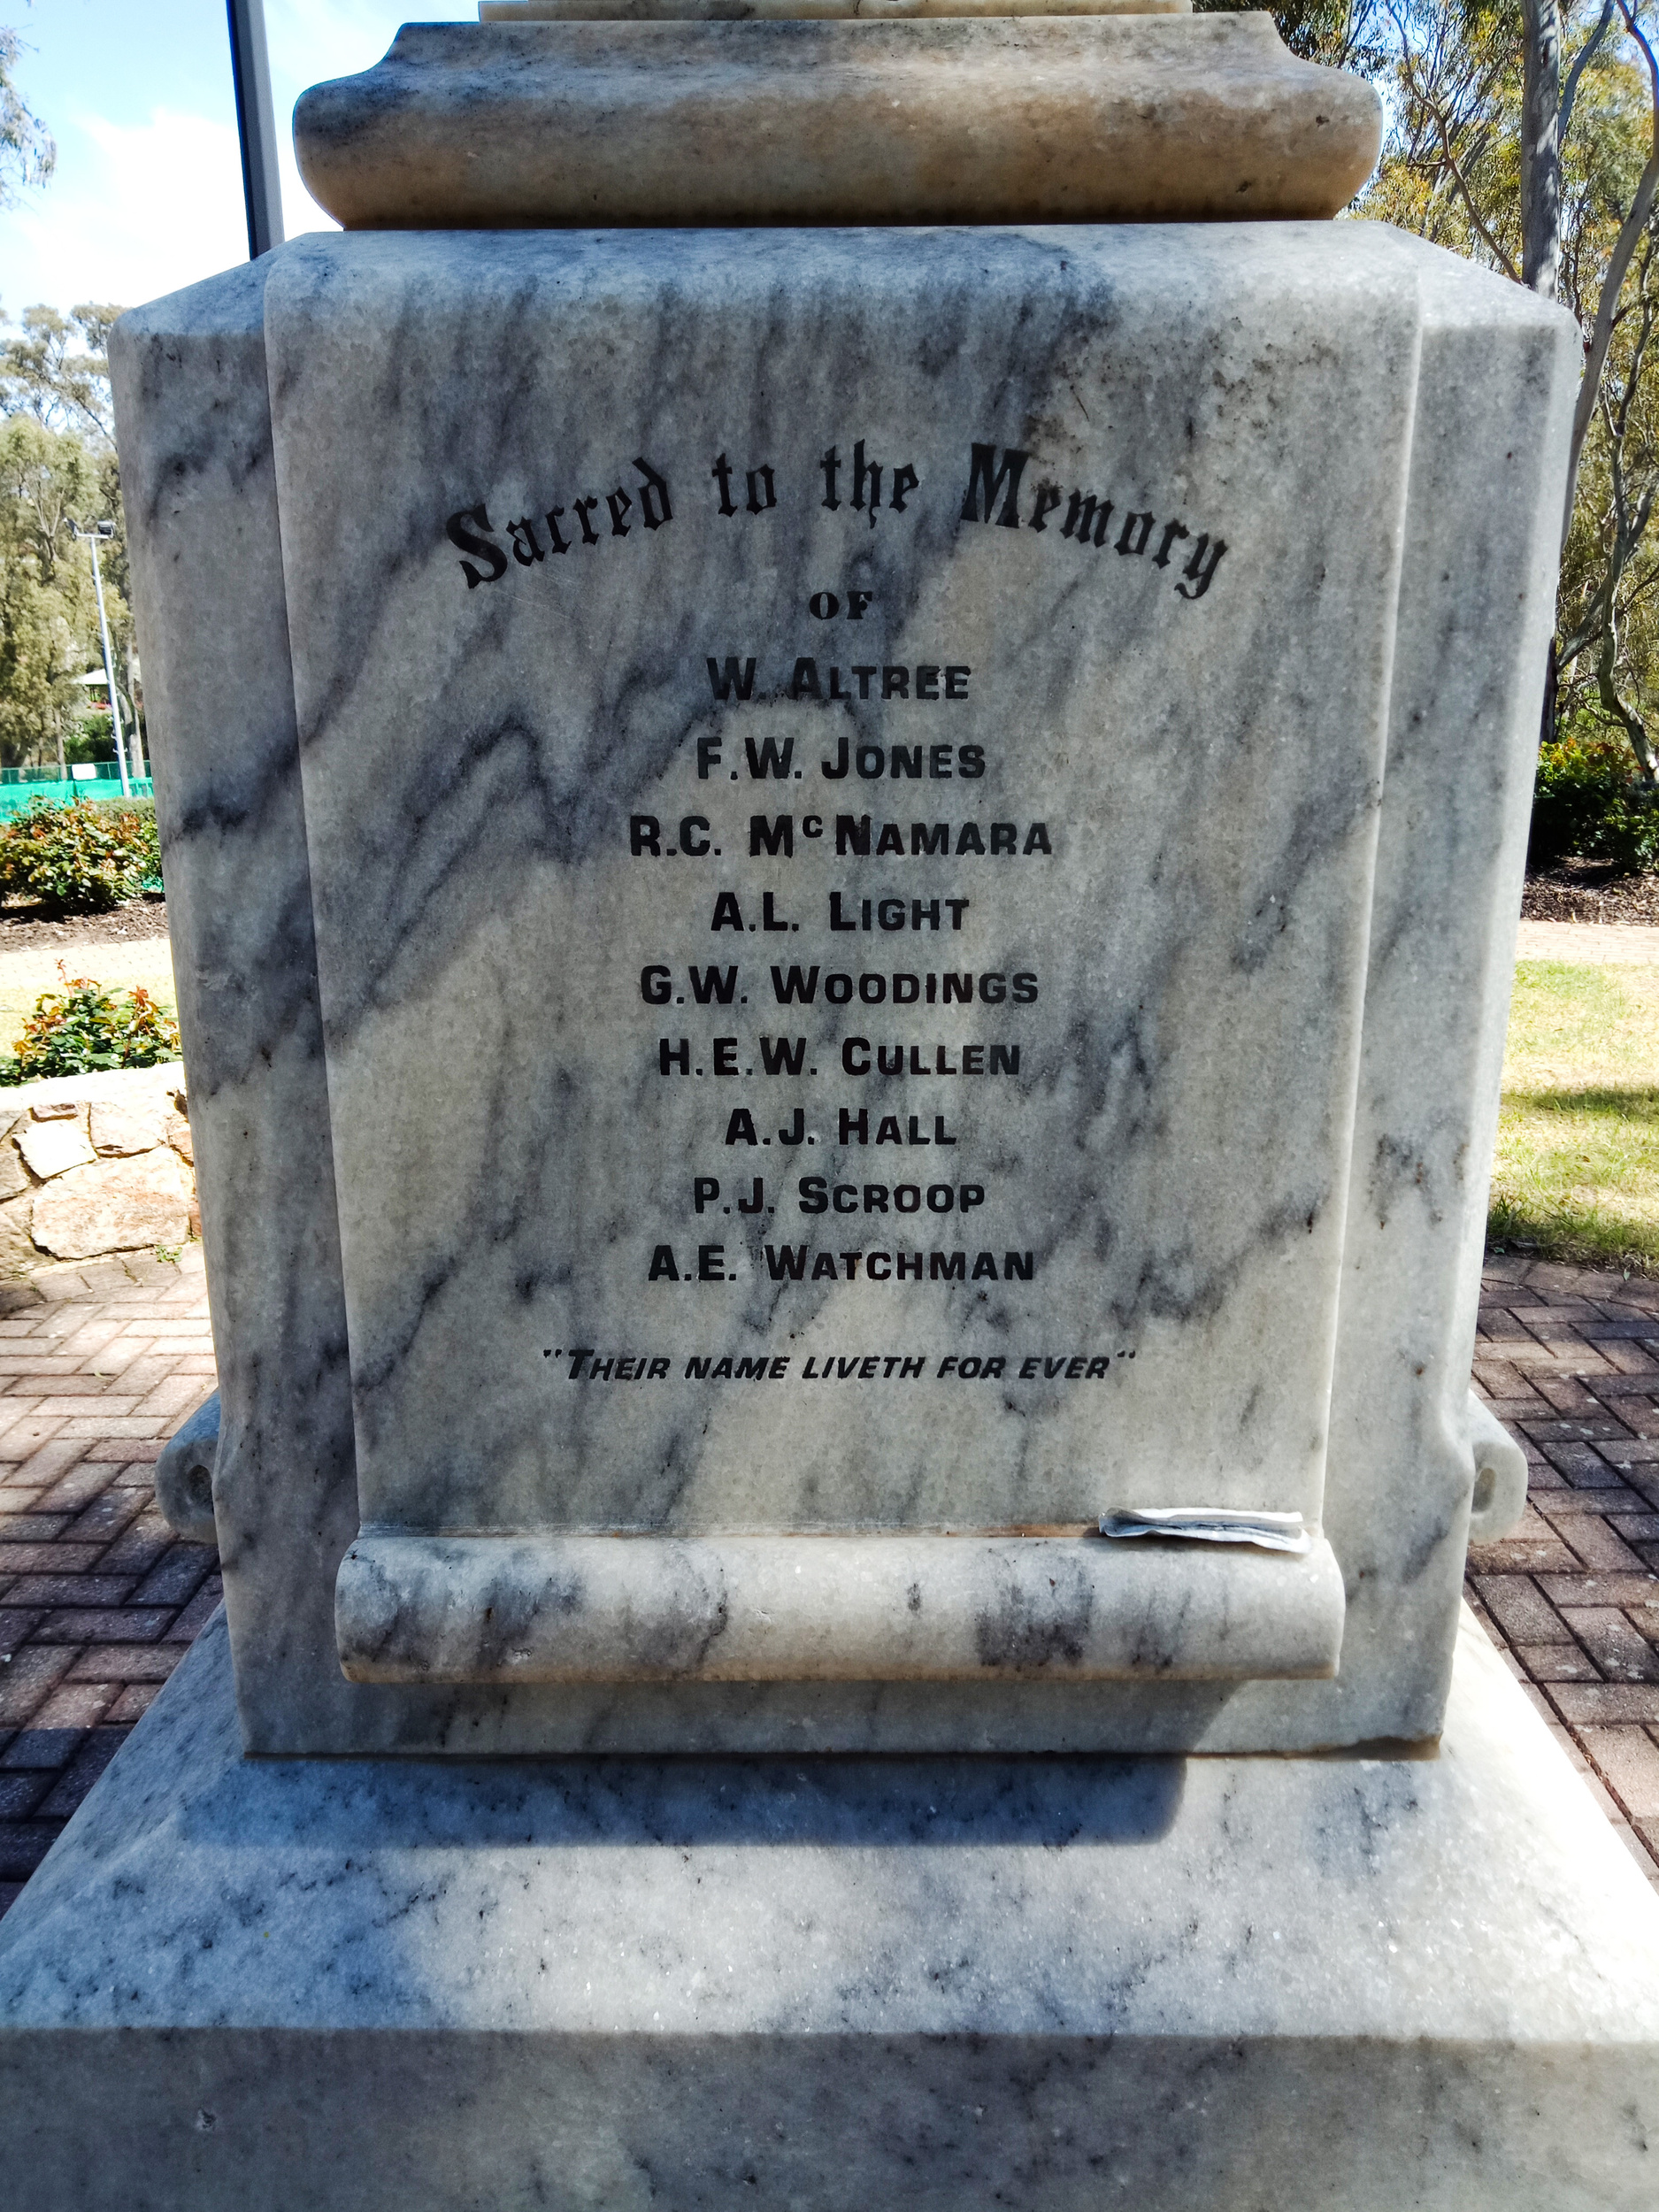 Sacred to the Memory
OF
W. ALTREE
F.W. JONES
R.C. McNAMARA
A.L. LIGHT
G.W. WOODINGS
H.E.W. CULLEN
A.J. HALL
P.J. SCROOP
A.E. WATCHMAN
"THEIR NAME LIVETH FOR EVER"